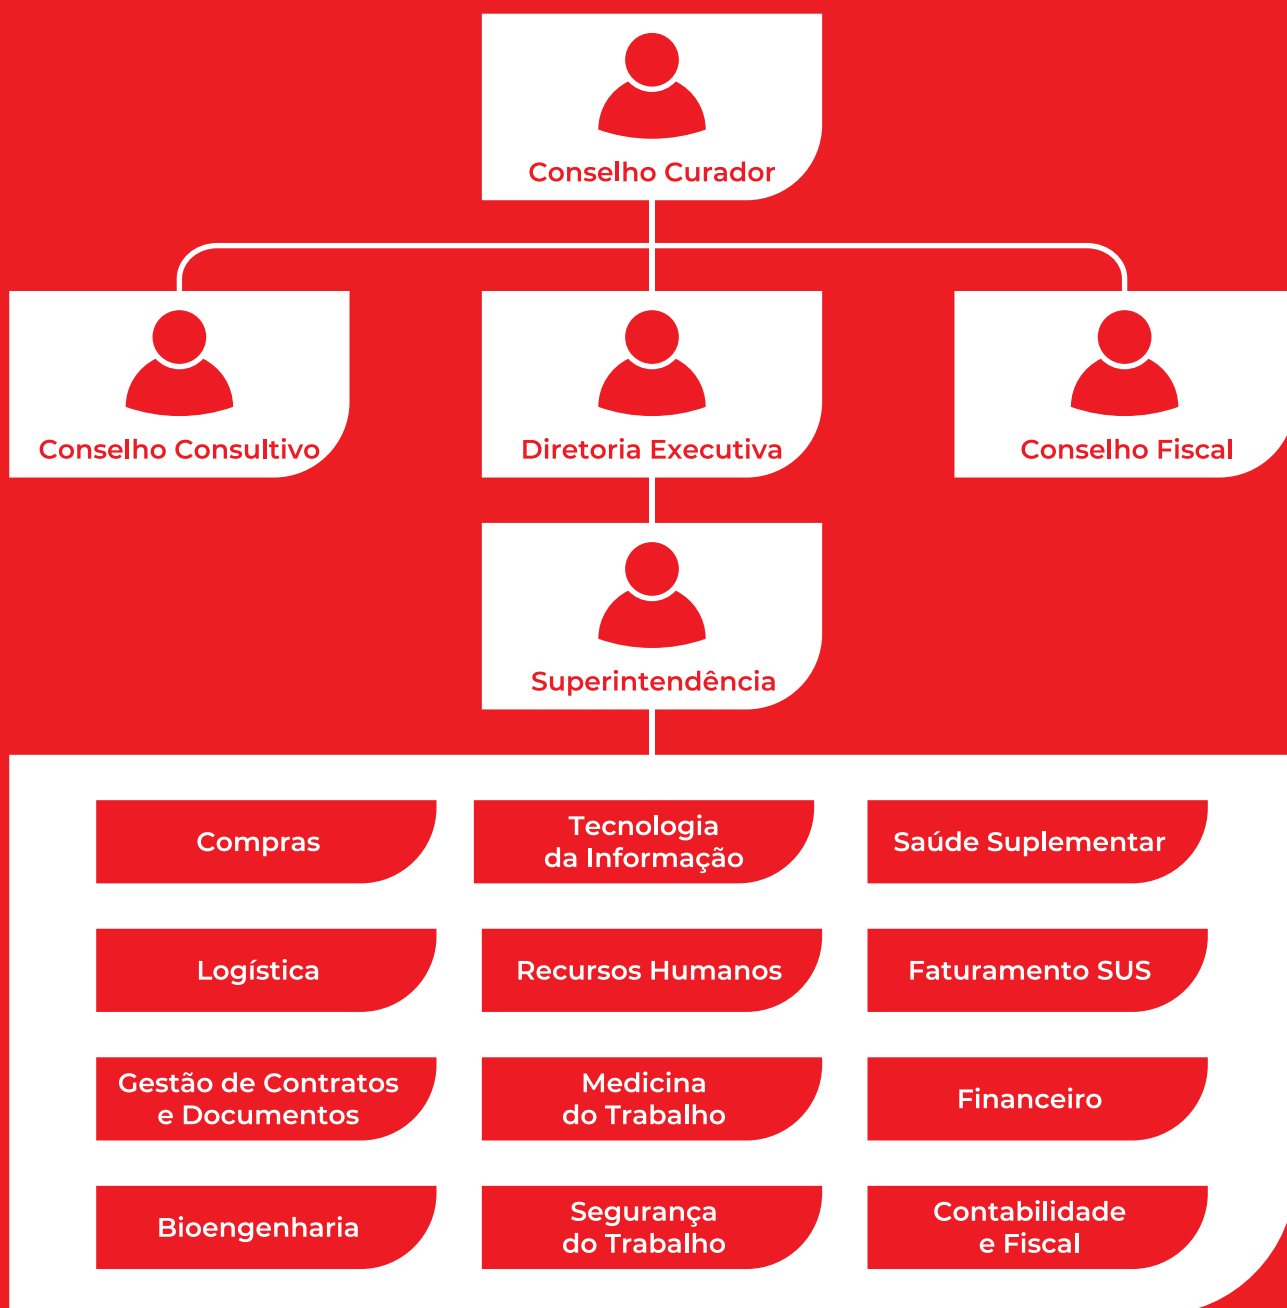 Conselho Curador
Conselho Consultivo
Diretoria Executiva
Conselho Fiscal
Superintendência
Compras
Tecnologia
da Informação
Saúde Suplementar
Logística
Recursos Humanos
Faturamento SUS
Gestão de Contratos
e Documentos
Medicina
do Trabalho
Financeiro
Bioengenharia
Segurança
do Trabalho
Contabilidade
e Fiscal